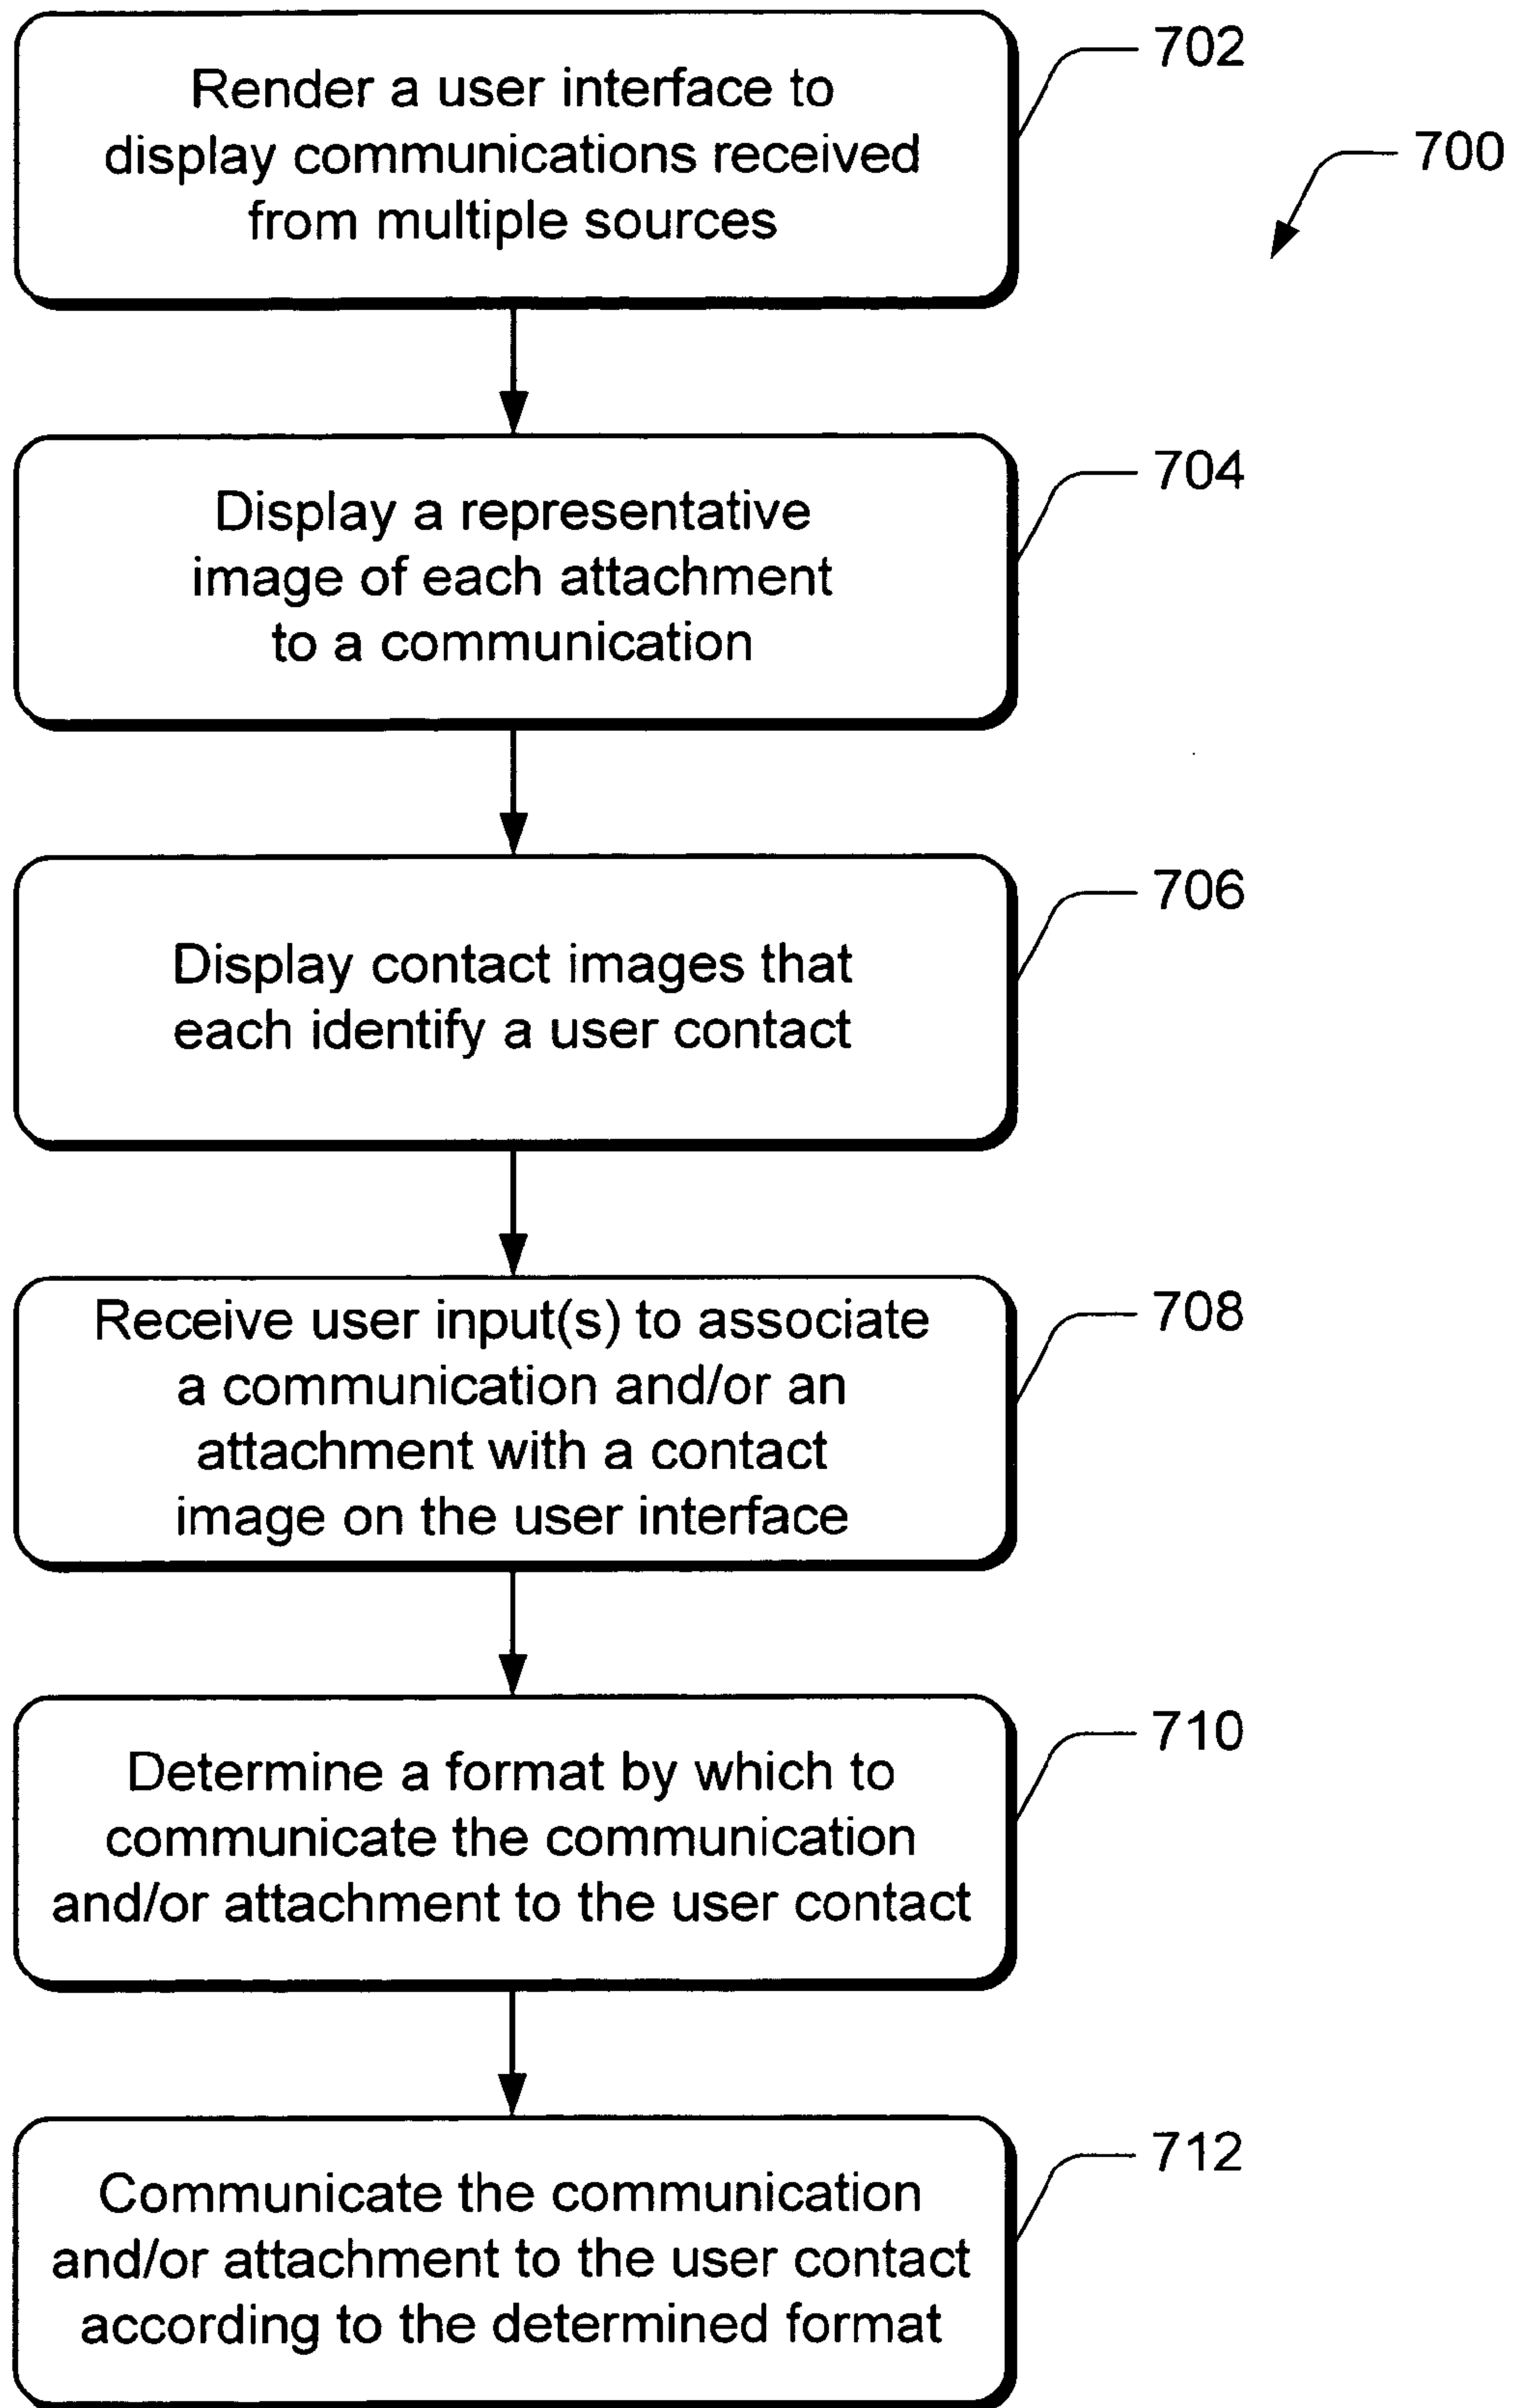 Render a user interface to
display communications received
from multiple sources
702
700
Display a representative
image of each attachment
to a communication
704
Display contact images that
each identify a user contact
706
Receive user input(s) to associate
a communication and/or an
attachment with a contact
image on the user interface
708
Determine a format by which to
communicate the communication
and/or attachment to the user contact
710
Communicate the communication
and/or attachment to the user contact
according to the determined format
712